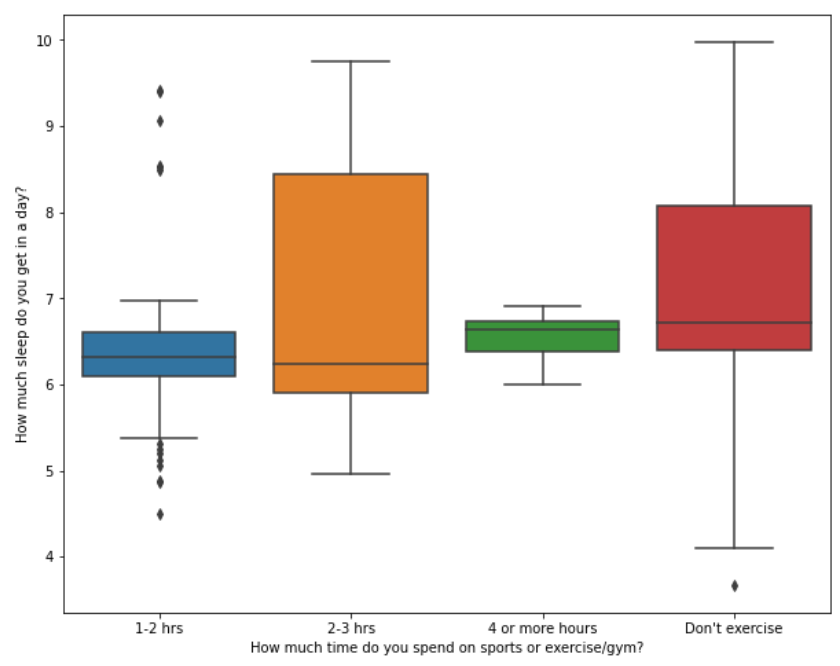 How much sleep do you get in a day?
10
9
8
7
6
5
4
1-2 hrs
2-3 hrs
4 or more hours
Don't exercise
How much time do you spend on sports or exercise/gym?